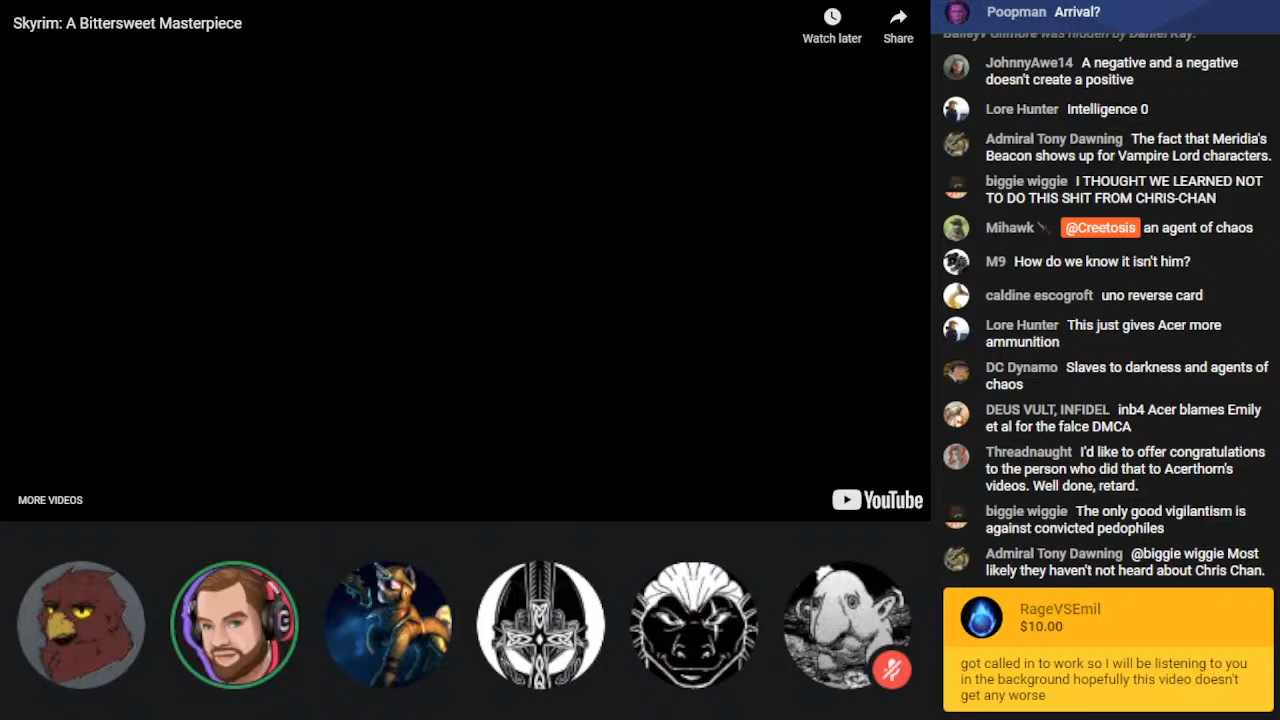 Skyrim: A Bittersweet Masterpiece
Watch later
Share
MORE VIDEOS
YouTube
Poopman Arrival?
BaileyV Gilmore was hidden by Daniel Kay.
JohnnyAwe14 A negative and a negative
doesn't create a positive
Lore Hunter Intelligence 0
Admiral Tony Dawning The fact that Meridia's
Beacon shows up for Vampire Lord characters.
biggie wiggie I THOUGHT WE LEARNED NOT
TO DO THIS SHIT FROM CHRIS-CHAN
Mihawk @Creetosis an agent of chaos
M9 How do we know it isn't him?
caldine escogroft uno reverse card
Lore Hunter This just gives Acer more
ammunition
DC Dynamo Slaves to darkness and agents of
chaos
DEUS VULT, INFIDEL inb4 Acer blames Emily
et al for the falce DMCA
Threadnaught I'd like to offer congratulations
to the person who did that to Acerthorn's
videos. Well done, retard.
biggie wiggie The only good vigilantism is
against convicted pedophiles
Admiral Tony Dawning @biggie wiggie Most
likely they haven't not heard about Chris Chan.
RageVSEmil
$10.00
got called in to work so I will be listening to you
in the background hopefully this video doesn't
get any worse